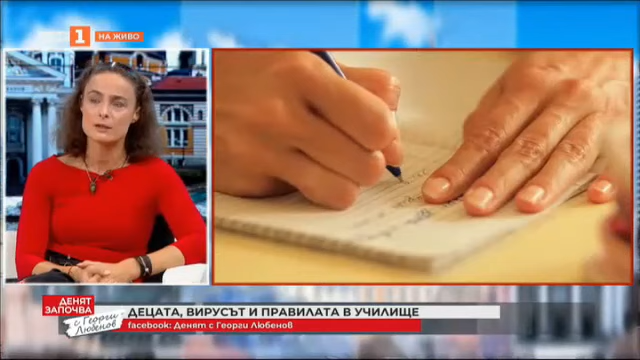 1 НА ЖИВО
ДЕНЯТ
ЗАПОЧВА
с Георги
Любенов
ДЕЦАТА, ВИРУСЪТ И ПРАВИЛАТА В УЧИЛИЩЕ
facebook: Денят с Георги Любенов